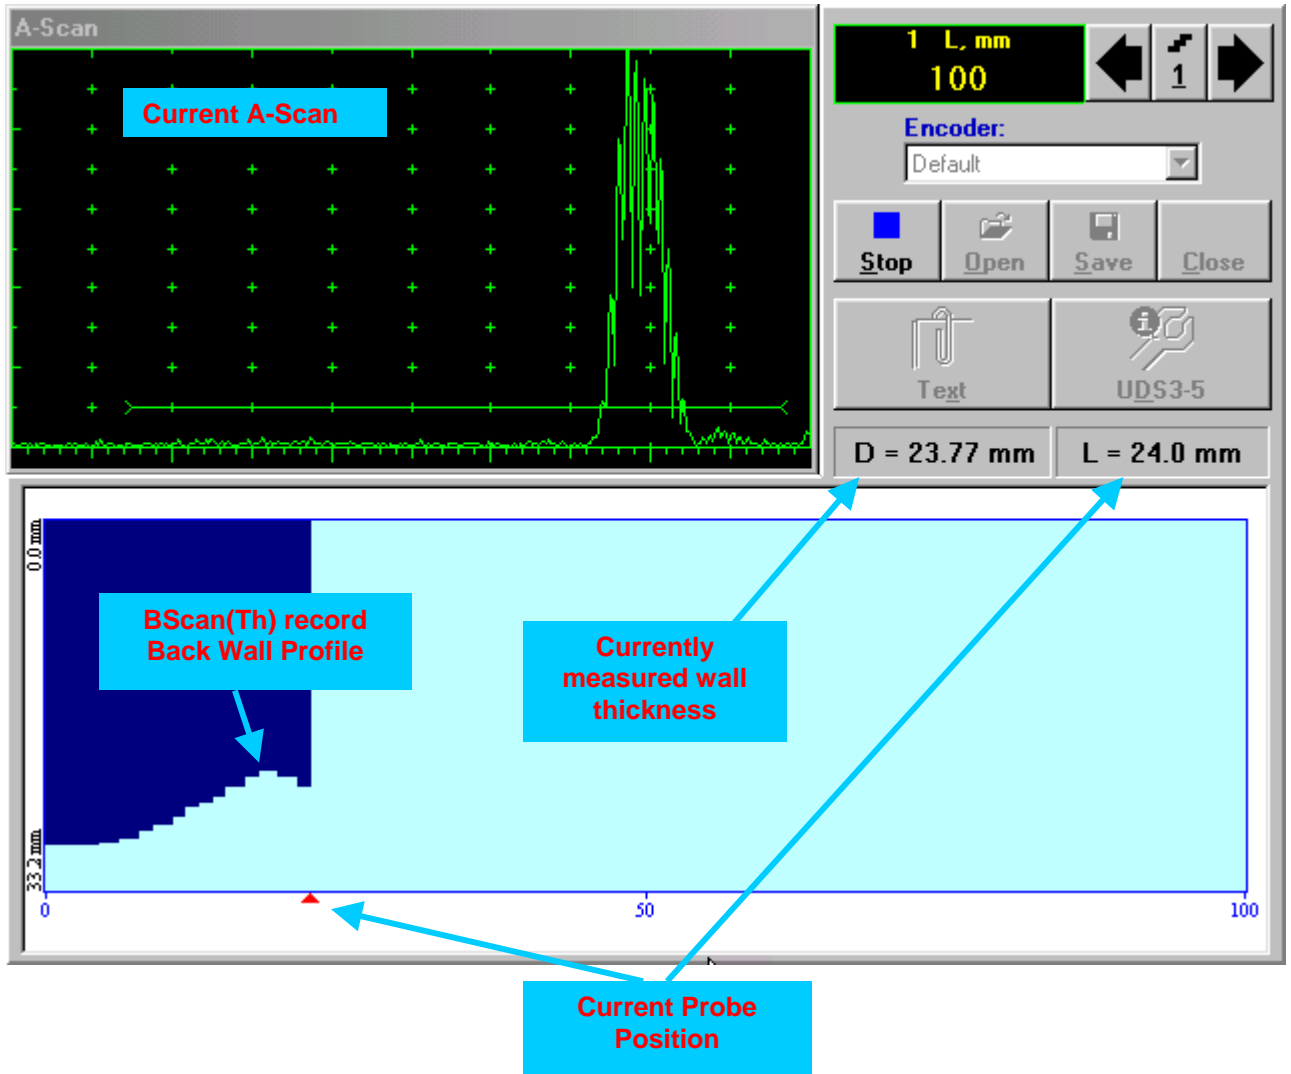 A-Scan
Current A-Scan
1 L, mm
100
1
Encoder:
Default
Stop
Open
Save
Close
Text
UDS3-5
D = 23.77 mm
L = 24.0 mm
0.0 mm
33.2 mm
BScan(Th) record
Back Wall Profile
Currently
measured wall
thickness
0
50
100
Current Probe
Position